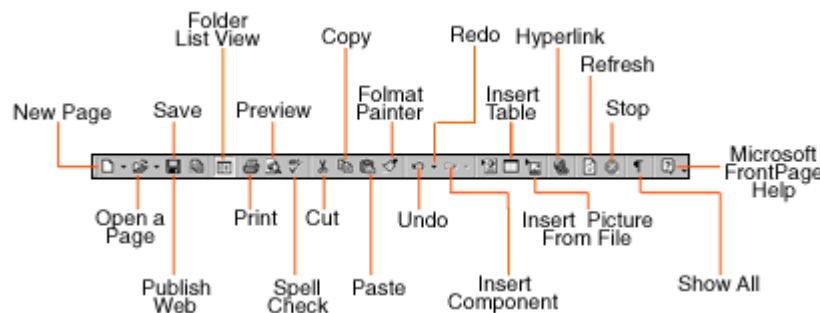 Folder
List View
Copy
Redo
Hyperlink
Refresh
New Page
Save
Preview
Folmat
Painter
Insert
Table
Stop
Microsoft
FrontPage
Help
Open a
Page
Print
Cut
Undo
Insert Picture
From File
Publish
Web
Spell
Check
Paste
Insert
Component
Show All